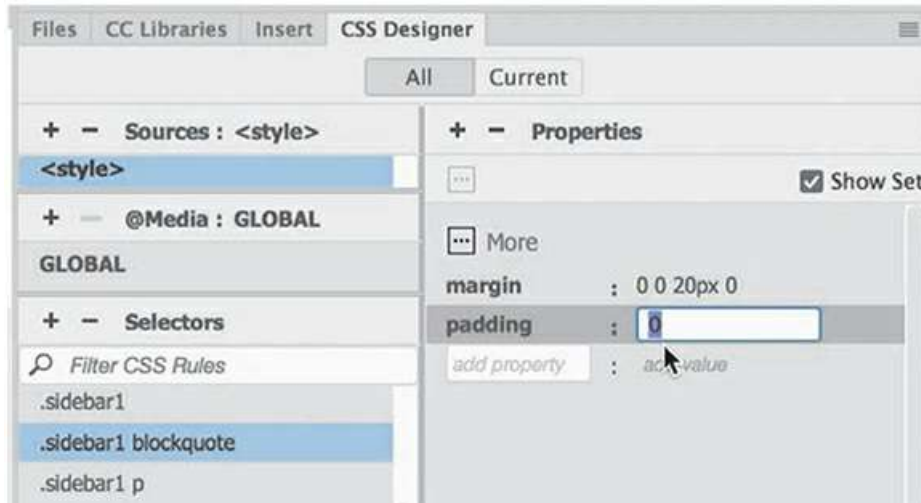 Files CC Libraries Insert CSS Designer
All Current
+ − Sources : <style>
<style>
+ − @Media : GLOBAL
GLOBAL
+ − Selectors
Filter CSS Rules
.sidebar1
.sidebar1 blockquote
.sidebar1 p
+ − Properties
Show Set
More
margin : 0 0 20px 0
padding : 0
add property : value